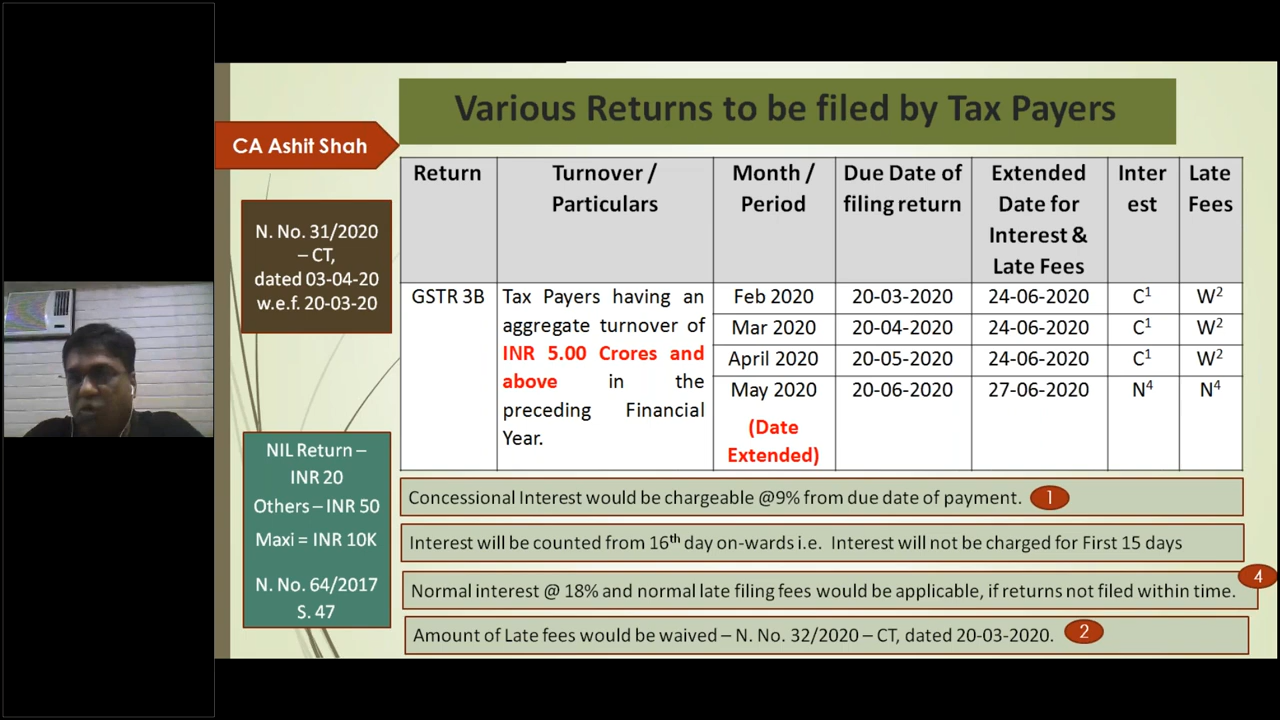 Various Returns to be filed by Tax Payers
CA Ashit Shah
N. No. 31/2020
– CT,
dated 03-04-20
w.e.f. 20-03-20
NIL Return –
INR 20
Others – INR 50
Maxi = INR 10K
N. No. 64/2017
S. 47
Return
Turnover /
Particulars
Month /
Period
Due Date of
filing return
Extended
Date for
Interest &
Late Fees
Inter
est
Late
Fees
GSTR 3B
Tax Payers having an
aggregate turnover of
INR 5.00 Crores and
above in the
preceding Financial
Year.
Feb 2020 20-03-2020 24-06-2020 C¹ W²
Mar 2020 20-04-2020 24-06-2020 C¹ W²
April 2020 20-05-2020 24-06-2020 C¹ W²
May 2020 20-06-2020 27-06-2020 N⁴ N⁴
(Date
Extended)
Concessional Interest would be chargeable @9% from due date of payment. 1
Interest will be counted from 16th day on-wards i.e. Interest will not be charged for First 15 days
Normal interest @ 18% and normal late filing fees would be applicable, if returns not filed within time. 4
Amount of Late fees would be waived – N. No. 32/2020 – CT, dated 20-03-2020. 2